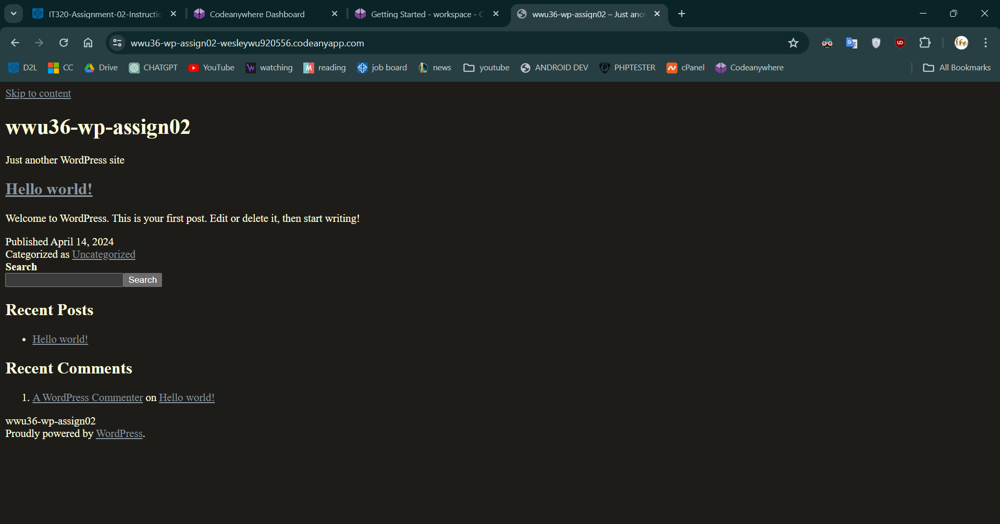 IT320-Assignment-02-Instructio
Codeanywhere Dashboard
Getting Started - workspace - C
wwu36-wp-assign02 – Just anot
wwu36-wp-assign02-wesleywu920556.codeanyapp.com
D2L CC Drive CHATGPT YouTube watching reading job board news youtube ANDROID DEV PHPTESTER cPanel Codeanywhere All Bookmarks
Skip to content
wwu36-wp-assign02
Just another WordPress site
Hello world!
Welcome to WordPress. This is your first post. Edit or delete it, then start writing!
Published April 14, 2024
Categorized as Uncategorized
Search
Search
Recent Posts
• Hello world!
Recent Comments
1. A WordPress Commenter on Hello world!
wwu36-wp-assign02
Proudly powered by WordPress.